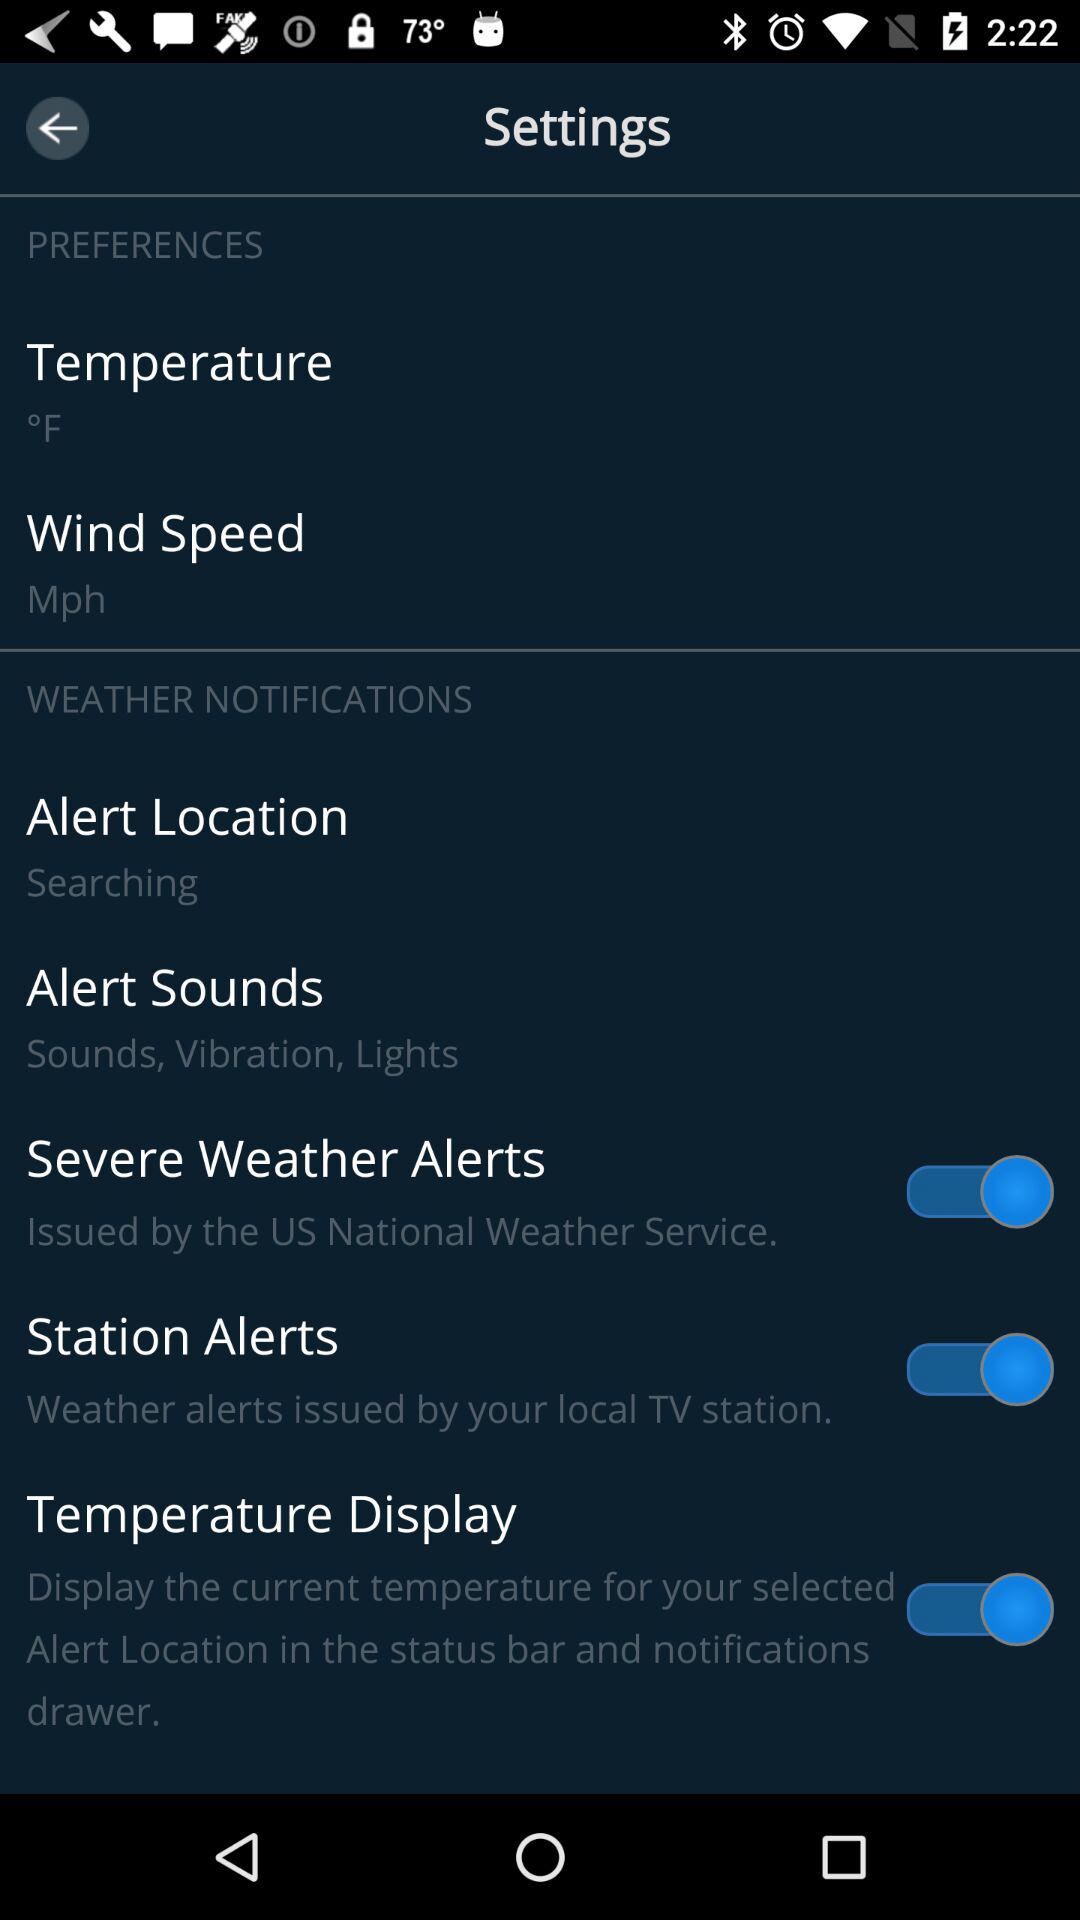 FAKE 73° 2:22
Settings
PREFERENCES
Temperature
°F
Wind Speed
Mph
WEATHER NOTIFICATIONS
Alert Location
Searching
Alert Sounds
Sounds, Vibration, Lights
Severe Weather Alerts
Issued by the US National Weather Service.
Station Alerts
Weather alerts issued by your local TV station.
Temperature Display
Display the current temperature for your selected
Alert Location in the status bar and notifications
drawer.